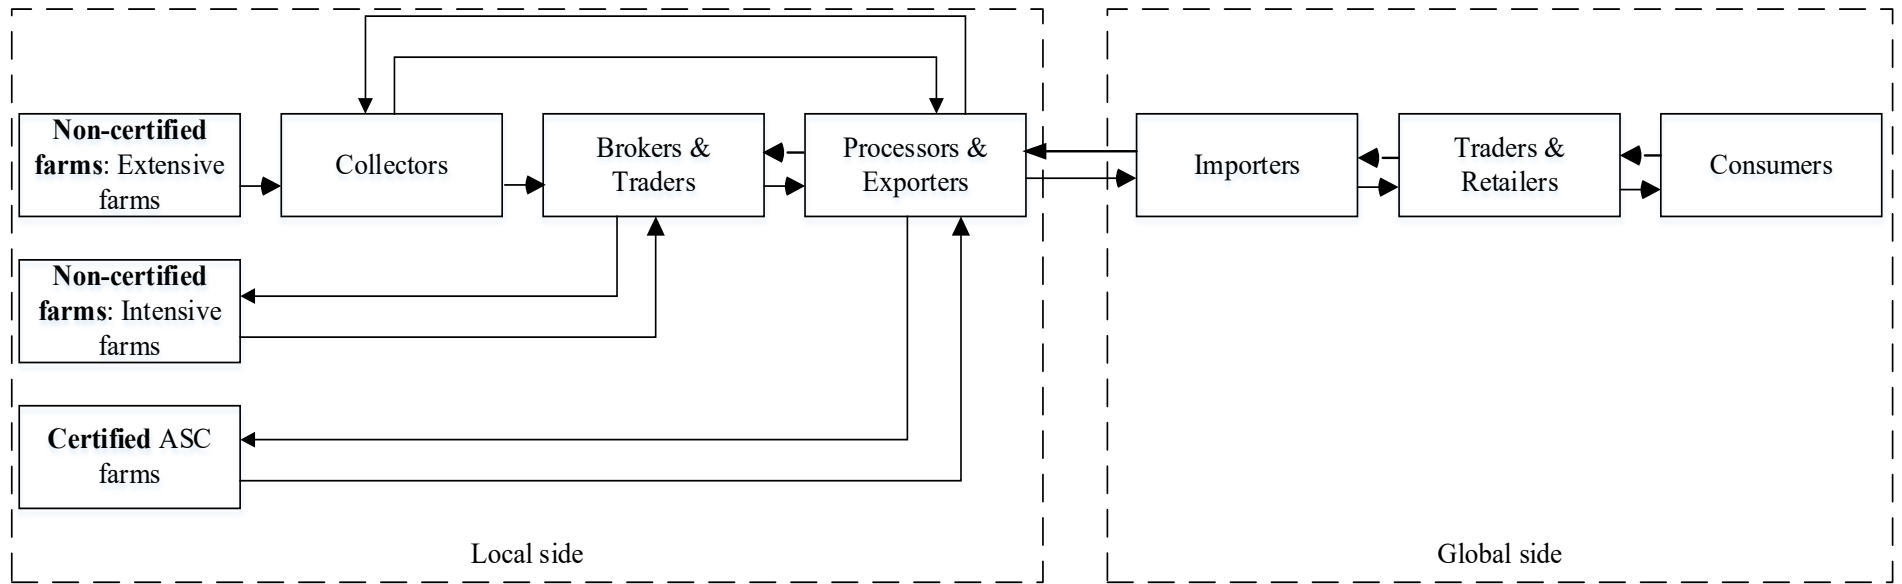 Non-certified
farms: Extensive
farms
Collectors
Brokers &
Traders
Processors &
Exporters
Importers
Traders &
Retailers
Consumers
Non-certified
farms: Intensive
farms
Certified ASC
farms
Local side
Global side